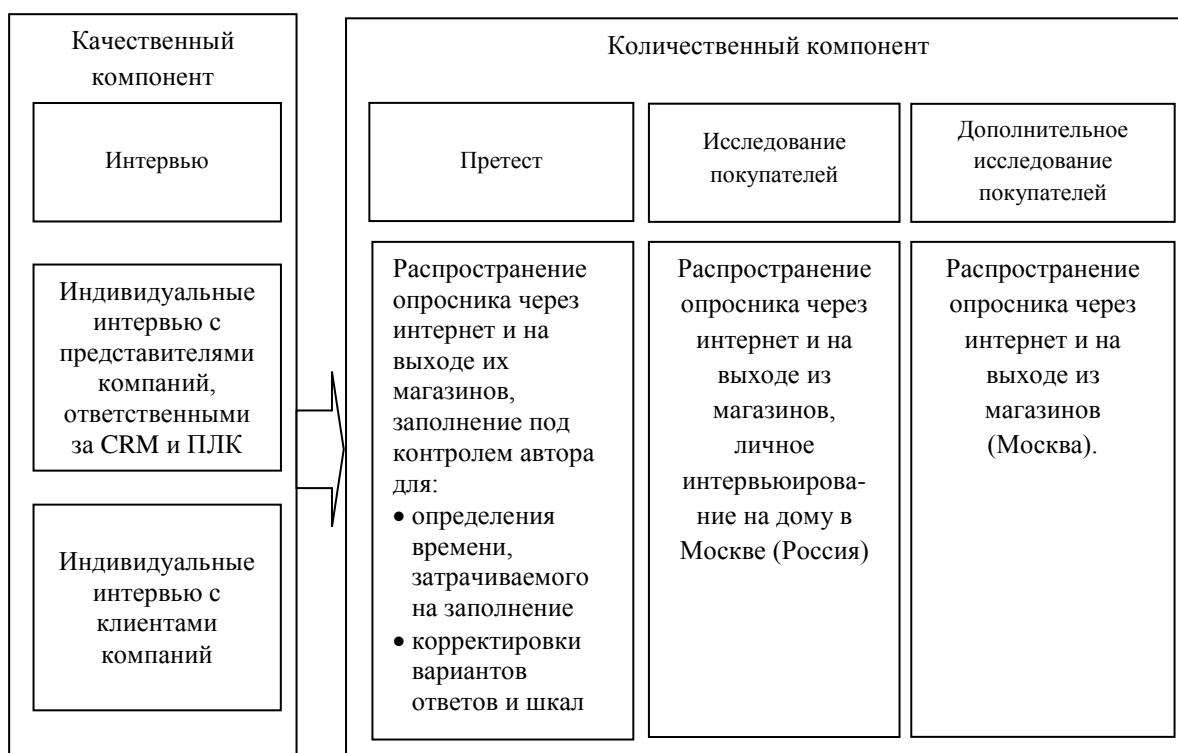 Качественный
компонент
Интервью
Индивидуальные
интервью с
представителями
компаний,
ответственными
за CRM и ПЛК
Индивидуальные
интервью с
клиентами
компаний
Количественный компонент
Претест
Исследование
покупателей
Дополнительное
исследование
покупателей
Распространение
опросника через
интернет и на
выходе их
магазинов,
заполнение под
контролем автора
для:
• определения
времени,
затрачиваемого
на заполнение
• корректировки
вариантов
ответов и шкал
Распространение
опросника через
интернет и на
выходе из
магазинов,
личное
интервьюирова-
ние на дому в
Москве (Россия)
Распространение
опросника через
интернет и на
выходе из
магазинов
(Москва).